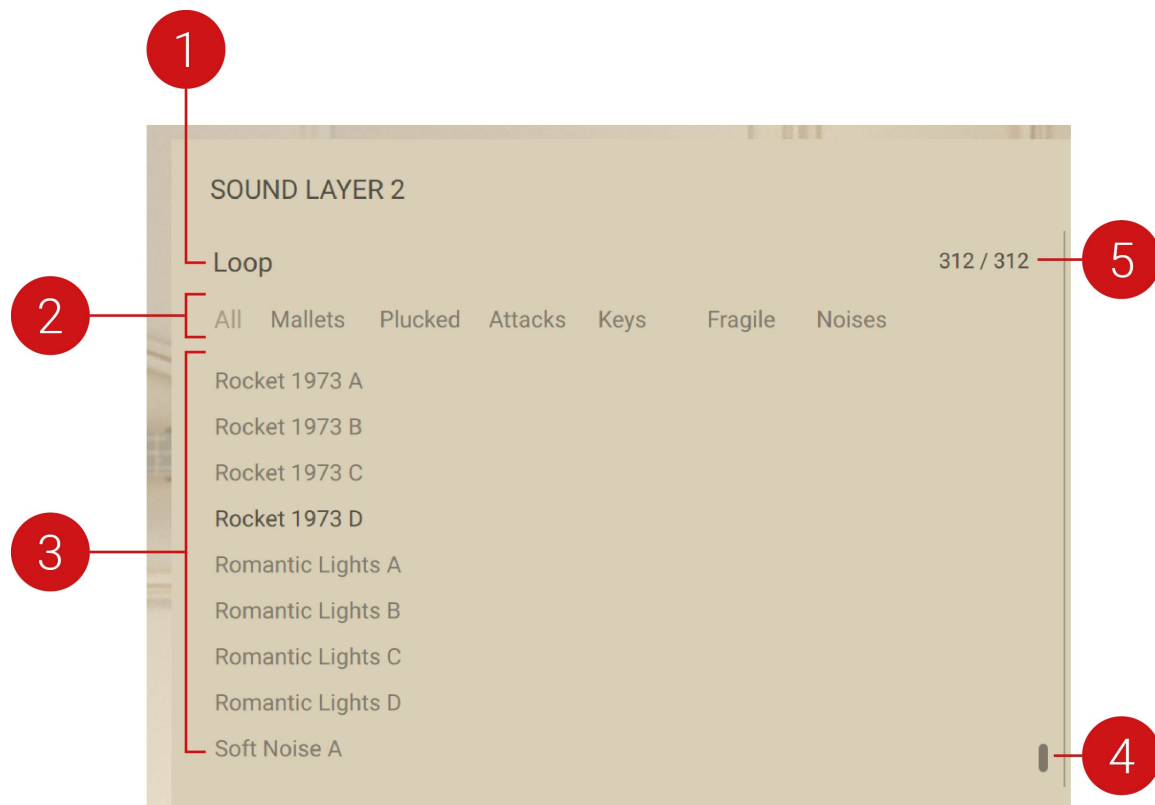 1
SOUND LAYER 2
Loop
312 / 312
5
2
All Mallets Plucked Attacks Keys Fragile Noises
Rocket 1973 A
Rocket 1973 B
Rocket 1973 C
Rocket 1973 D
3
Romantic Lights A
Romantic Lights B
Romantic Lights C
Romantic Lights D
Soft Noise A
4